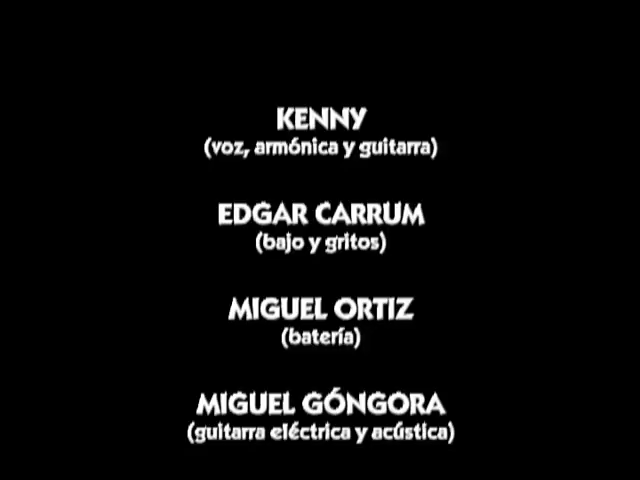 KENNY
(voz, armónica y guitarra)
EDGAR CARRUM
(bajo y gritos)
MIGUEL ORTIZ
(batería)
MIGUEL GÓNGORA
(guitarra eléctrica y acústica)